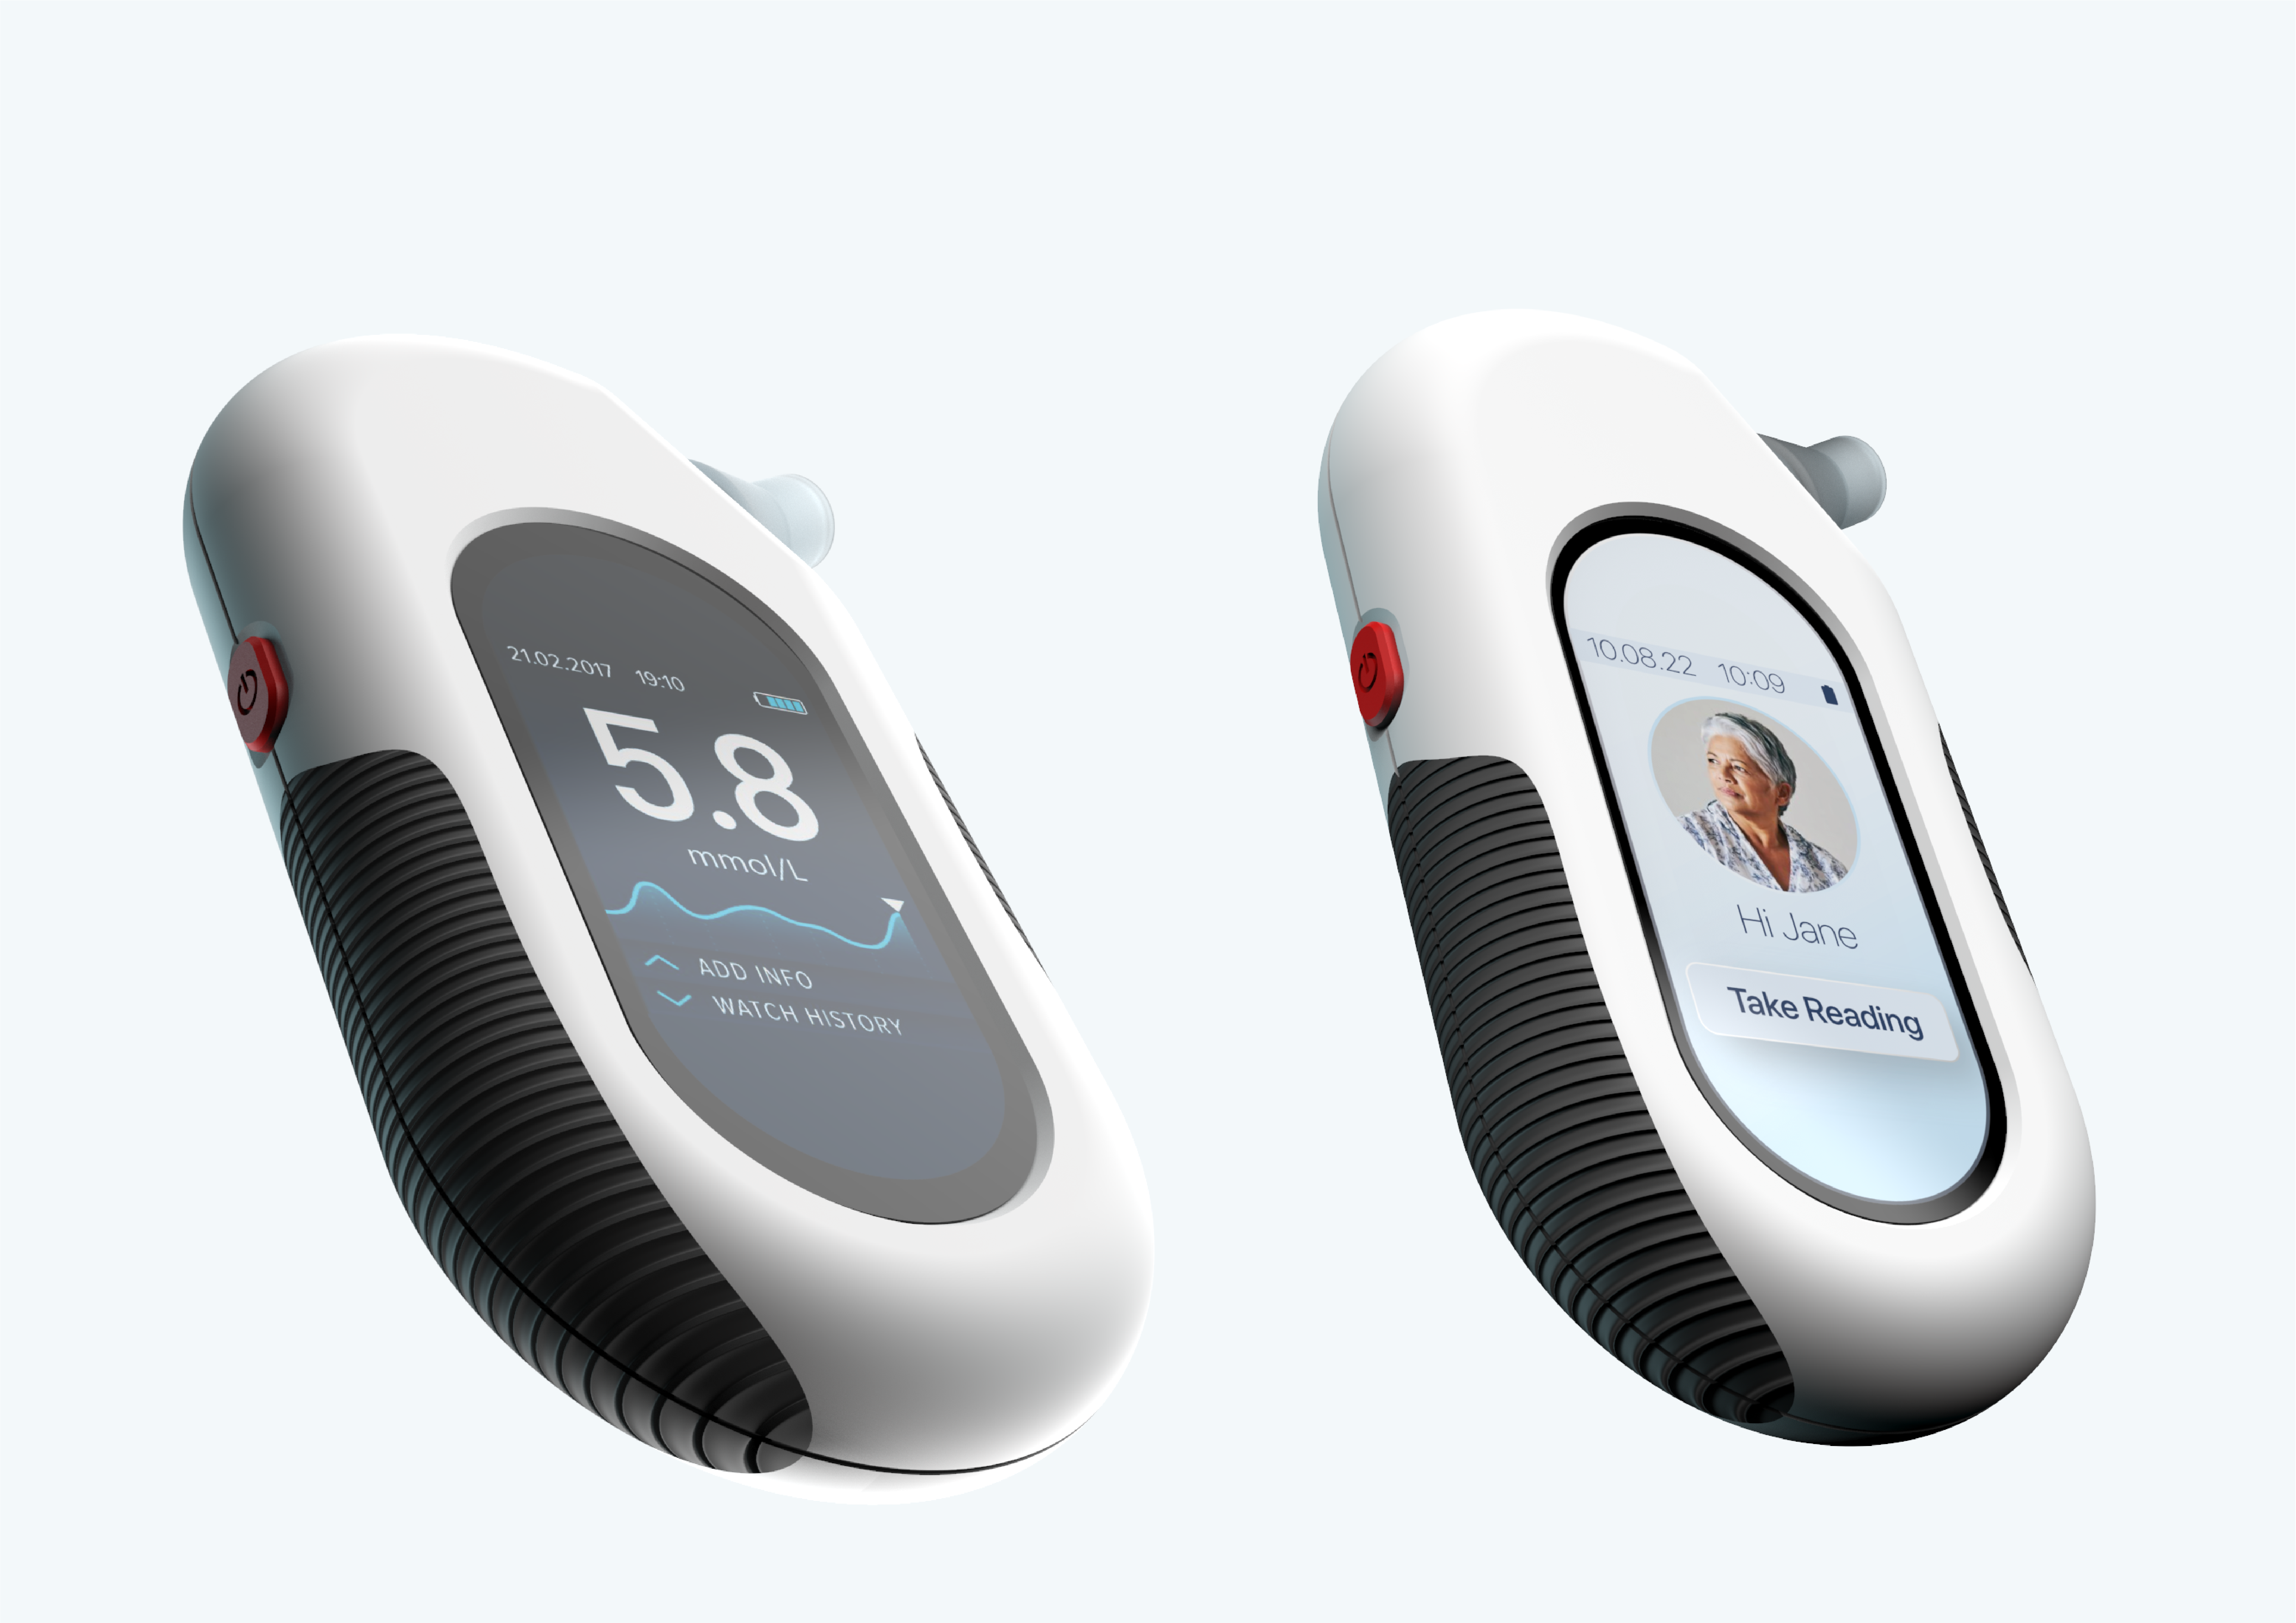 21.02.2017 19:10
5.8
mmol/L
ADD INFO
WATCH HISTORY
10.08.22 10:09
Hi Jane
Take Reading